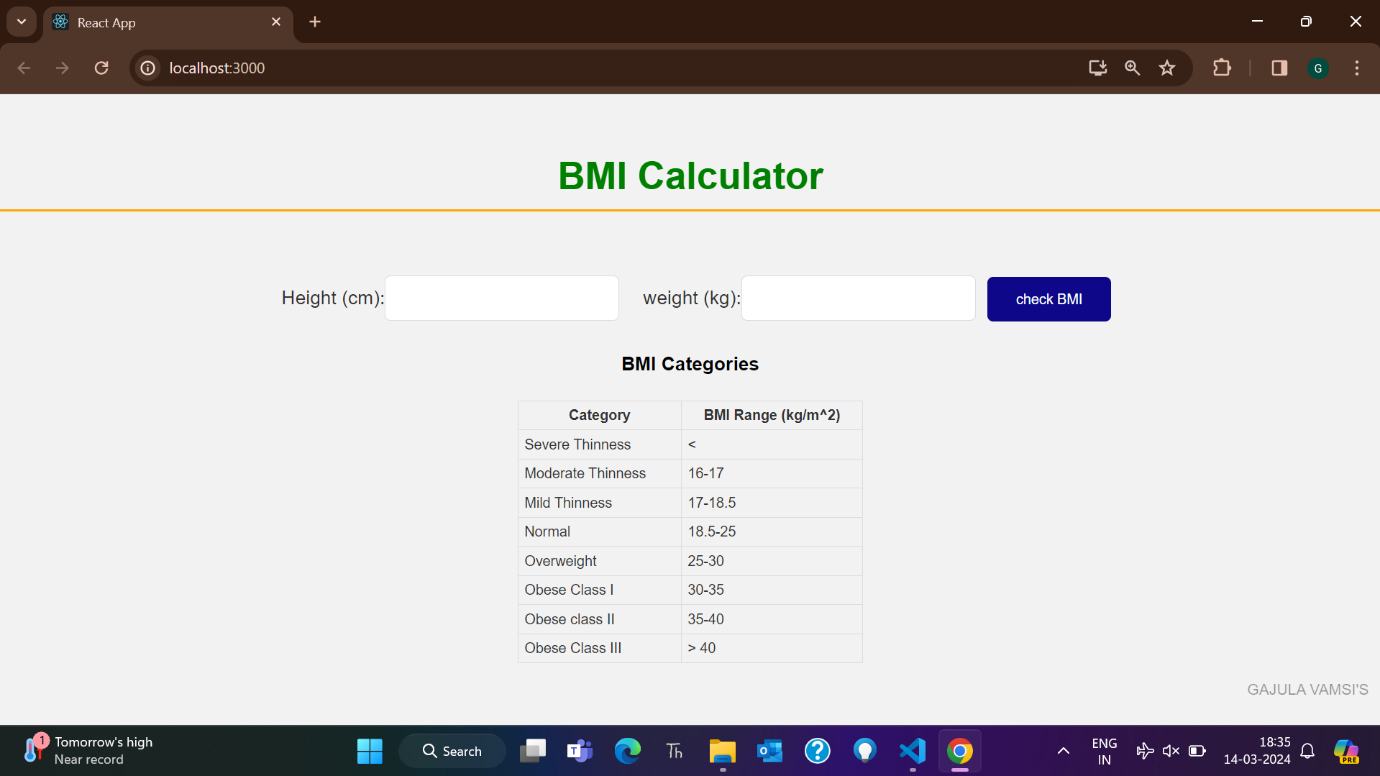 React App
localhost:3000
G
BMI Calculator
Height (cm): weight (kg): check BMI
BMI Categories
Category BMI Range (kg/m^2)
Severe Thinness <
Moderate Thinness 16-17
Mild Thinness 17-18.5
Normal 18.5-25
Overweight 25-30
Obese Class I 30-35
Obese class II 35-40
Obese Class III > 40
GAJULA VAMSI'S
1
Tomorrow's high
Near record
Search
T
Th
O
?
PRE
ENG
IN
18:35
14-03-2024